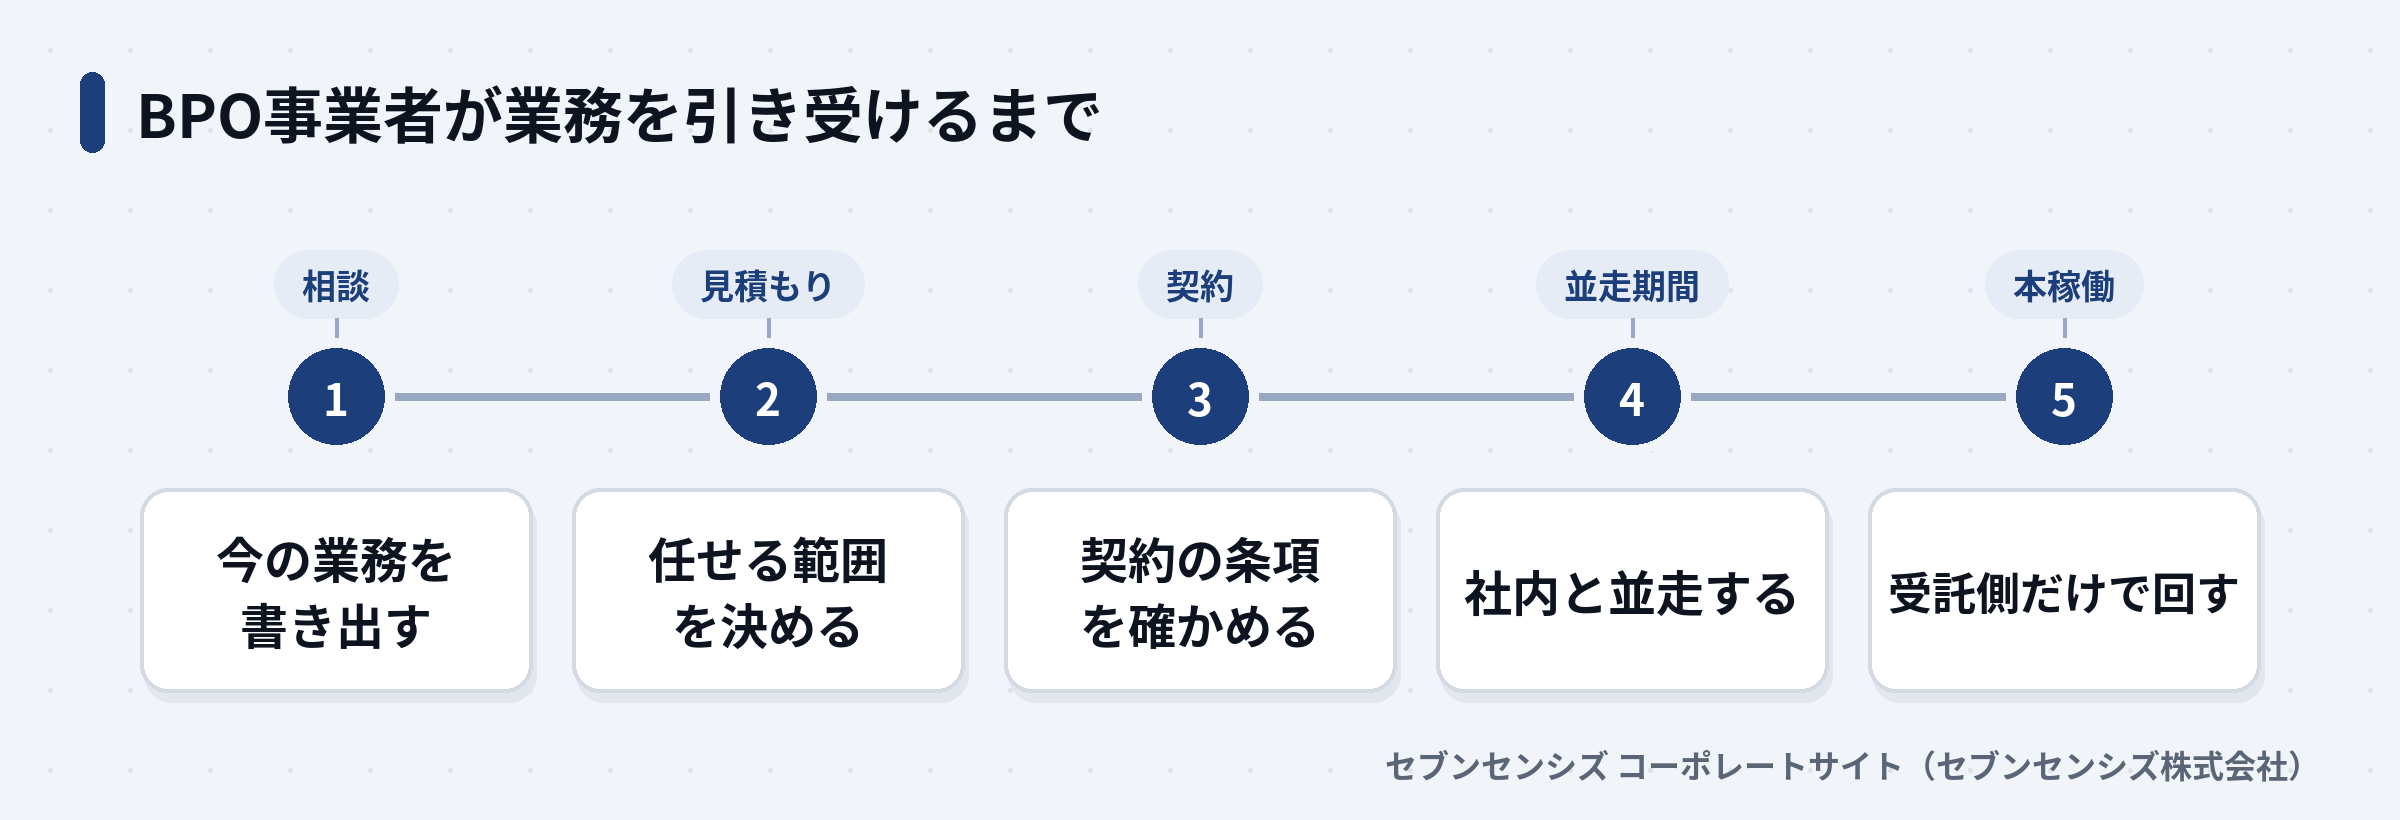 BPO事業者が業務を引き受けるまで
相談
見積もり
契約
並走期間
本稼働
1
2
3
4
5
今の業務を
書き出す
任せる範囲
を決める
契約の条項
を確かめる
社内と並走する
受託側だけで回す
セブンセンシズ コーポレートサイト（セブンセンシズ株式会社）